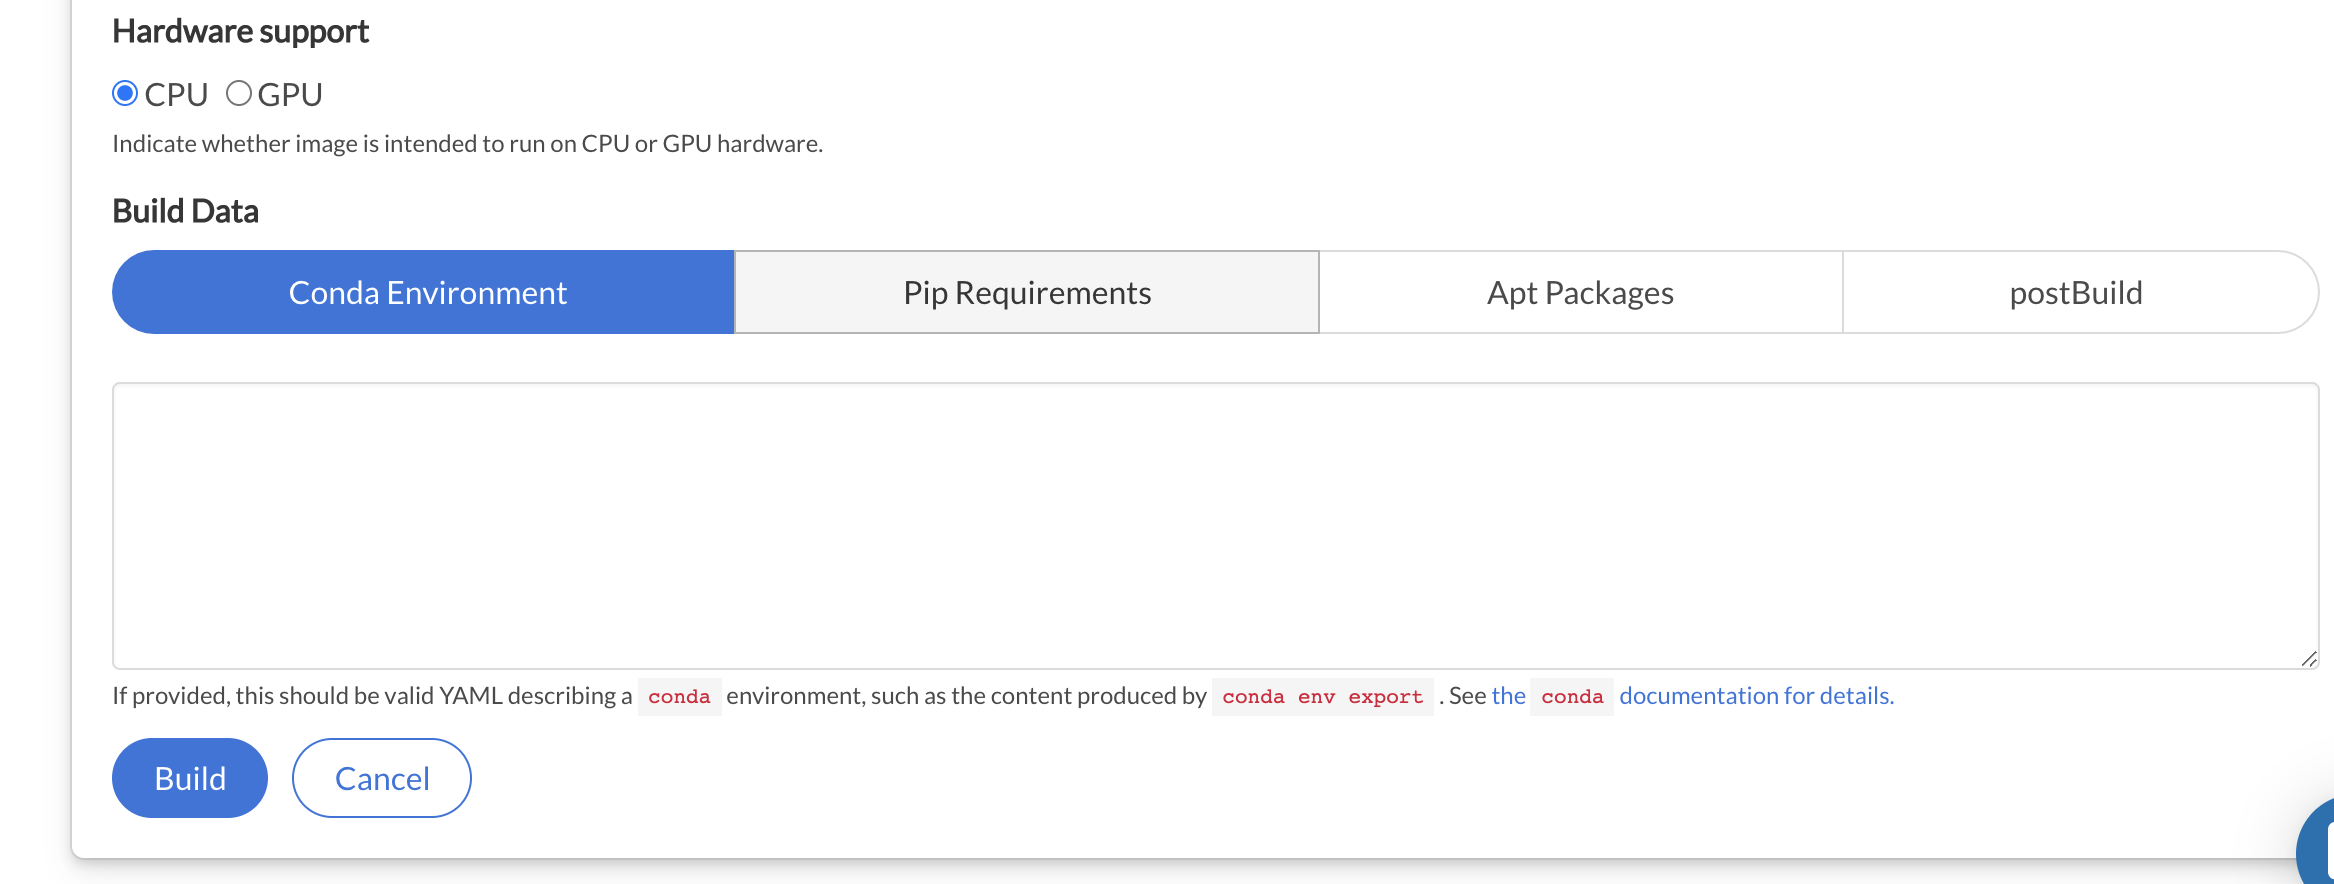 Hardware support
CPU GPU
Indicate whether image is intended to run on CPU or GPU hardware.
Build Data
Conda Environment Pip Requirements Apt Packages postBuild
If provided, this should be valid YAML describing a conda environment, such as the content produced by conda env export . See the conda documentation for details.
Build Cancel